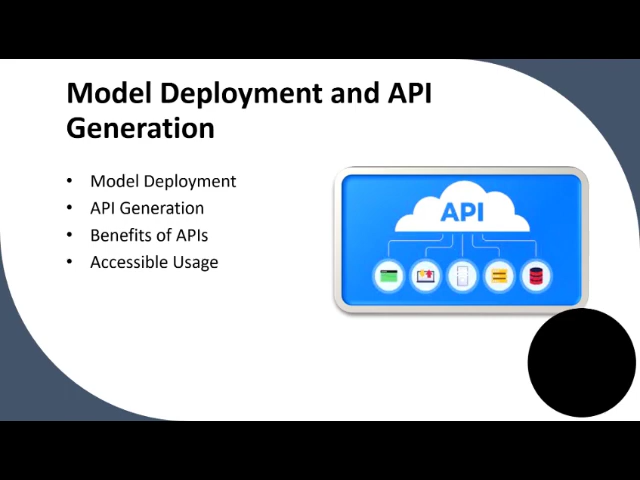 Model Deployment and API
Generation
• Model Deployment
• API Generation
• Benefits of APIs
• Accessible Usage
API